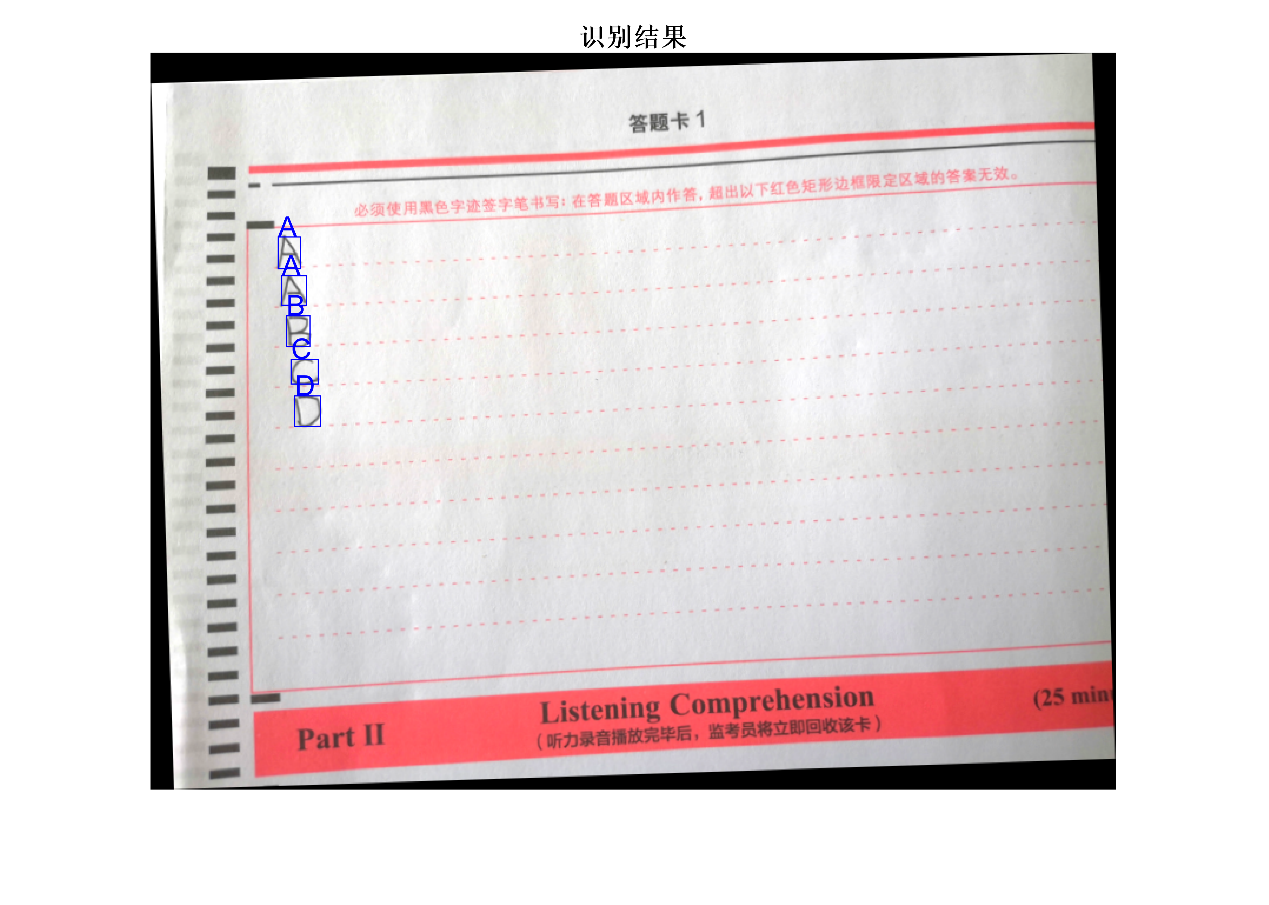 识别结果
答题卡 1
必须使用黑色字迹签字笔书写：在答题区域内作答，超出以下红色矩形边框限定区域的答案无效。
A
A
A
A
B
B
C
C
D
D
Part II Listening Comprehension (25 minu
（听力录音播放完毕后，监考员将立即回收该卡）